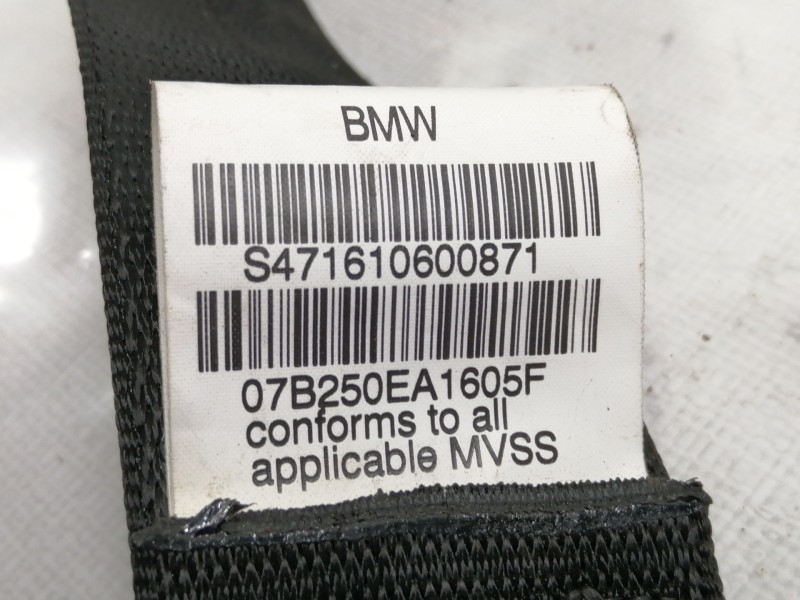 BMW
S471610600871
07B250EA1605F
conforms to all
applicable MVSS